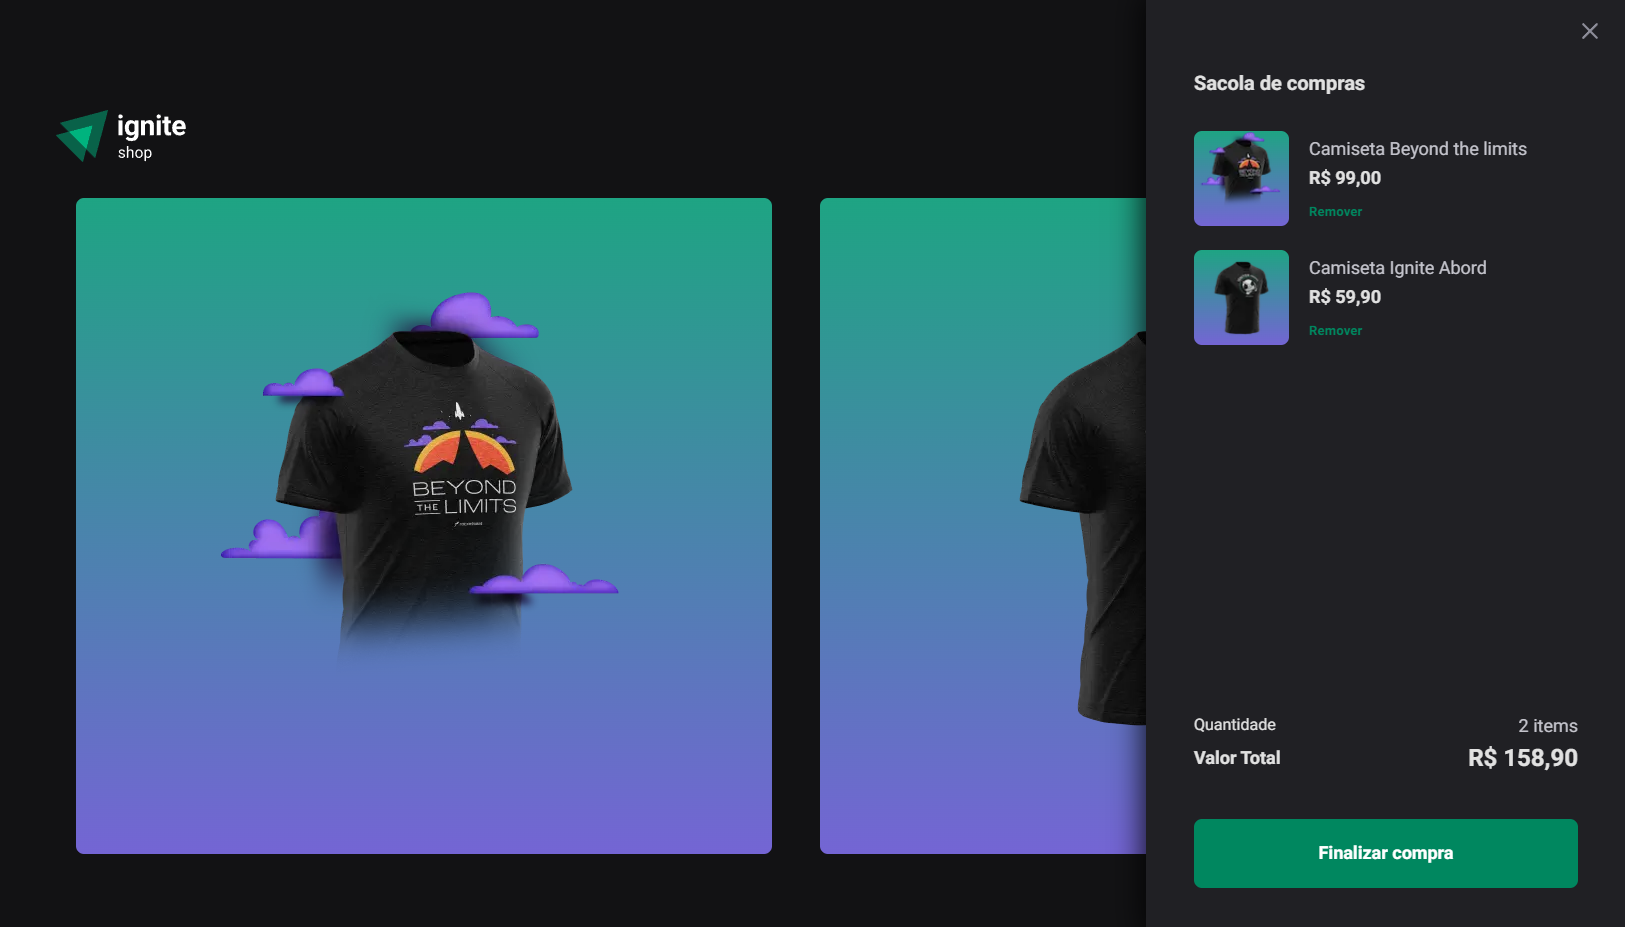 ignite
shop
BEYOND
THE LIMITS
Sacola de compras
Camiseta Beyond the limits
R$ 99,00
Remover
Camiseta Ignite Abord
R$ 59,90
Remover
Quantidade 2 items
Valor Total R$ 158,90
Finalizar compra